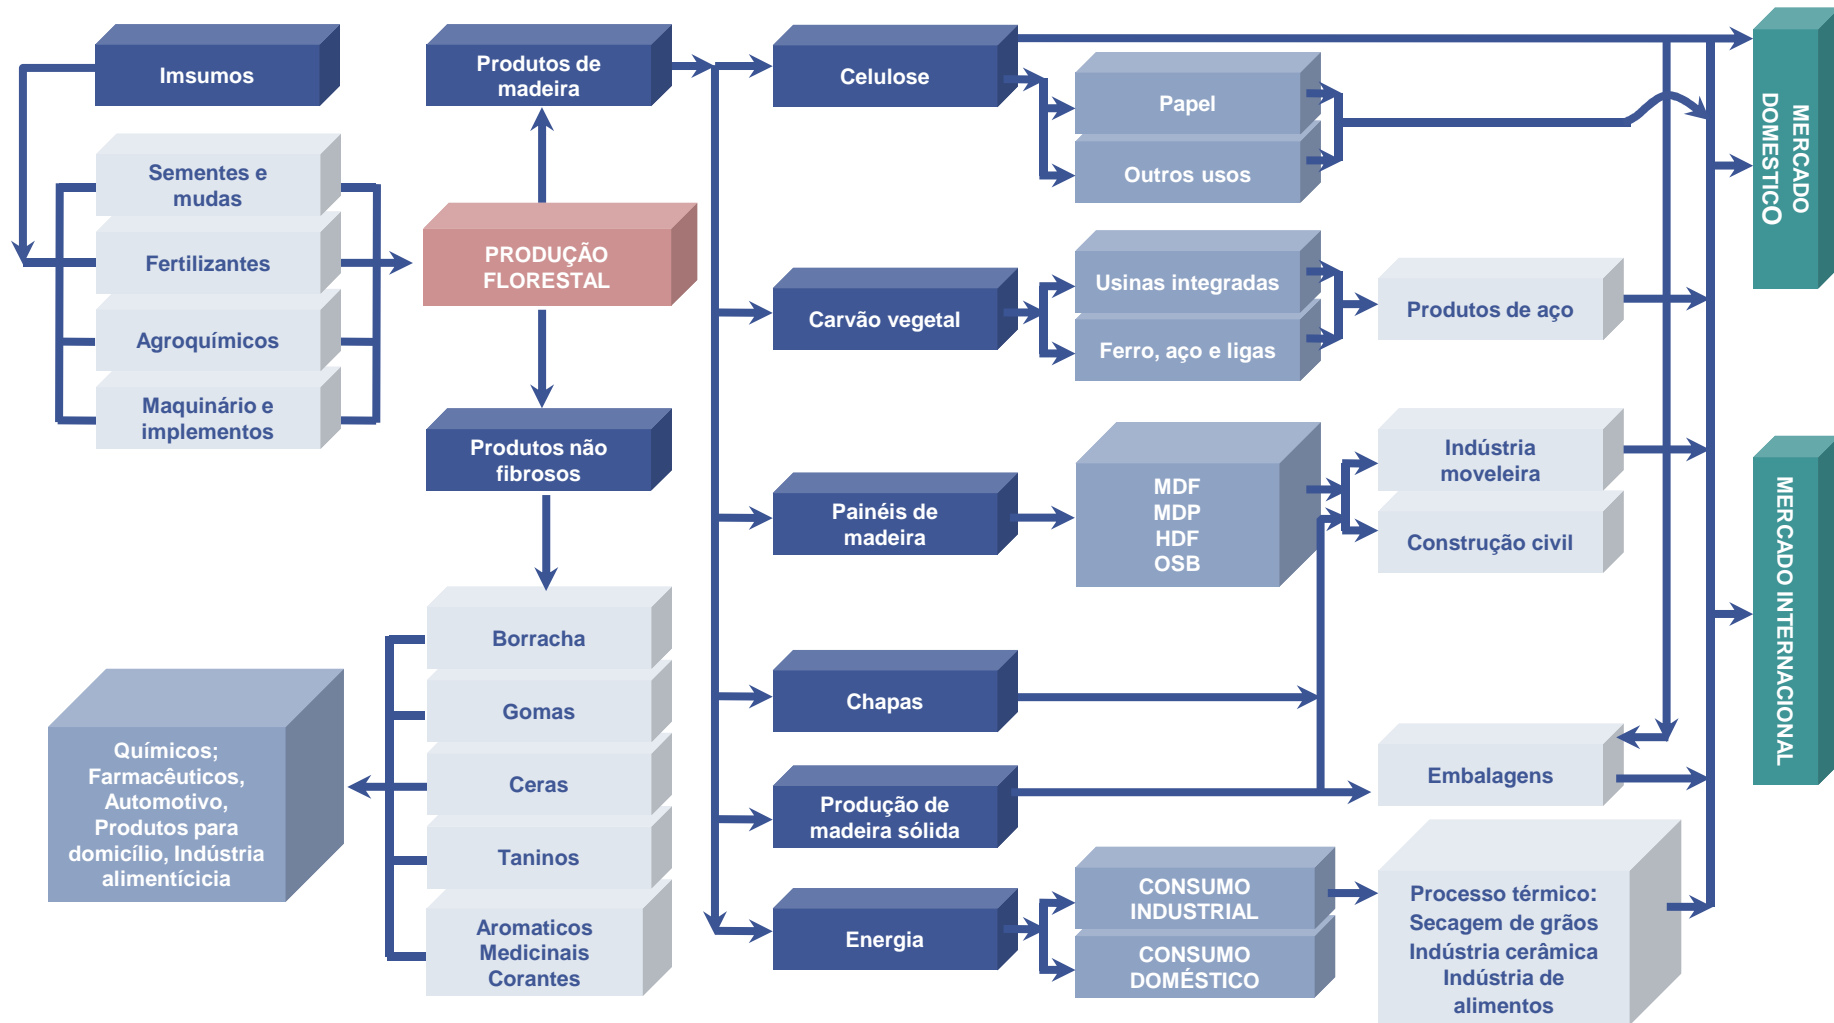 Imsumos
Sementes e
mudas
Fertilizantes
Agroquímicos
Maquinário e
implementos
Produtos de
madeira
PRODUÇÃO
FLORESTAL
Produtos não
fibrosos
Borracha
Gomas
Ceras
Taninos
Aromaticos
Medicinais
Corantes
Químicos;
Farmacêuticos,
Automotivo,
Produtos para
domicílio, Indústria
alimentícicia
Celulose
Papel
Outros usos
Carvão vegetal
Usinas integradas
Ferro, aço e ligas
Produtos de aço
Painéis de
madeira
MDF
MDP
HDF
OSB
Indústria
moveleira
Construção civil
Chapas
Produção de
madeira sólida
Embalagens
Energia
CONSUMO
INDUSTRIAL
CONSUMO
DOMÉSTICO
Processo térmico:
Secagem de grãos
Indústria cerâmica
Indústria de
alimentos
MERCADO
DOMESTICO
MERCADO INTERNACIONAL